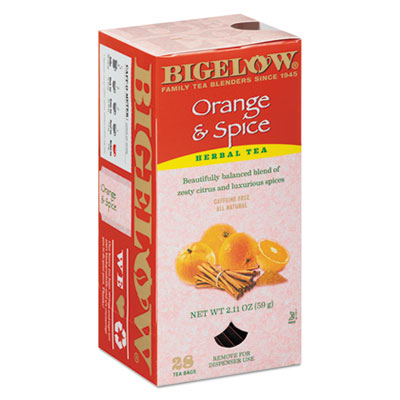 BIGELOW
FAMILY TEA BLENDERS SINCE 1945
Orange
& Spice
HERBAL TEA
Beautifully balanced blend of
zesty citrus and luxurious spices
CAFFEINE FREE
ALL NATURAL
NET WT 2.11 OZ (59 g)
28
TEA BAGS
REMOVE FOR
DISPENSER USE
BIGELOW
Orange
& Spice
WE